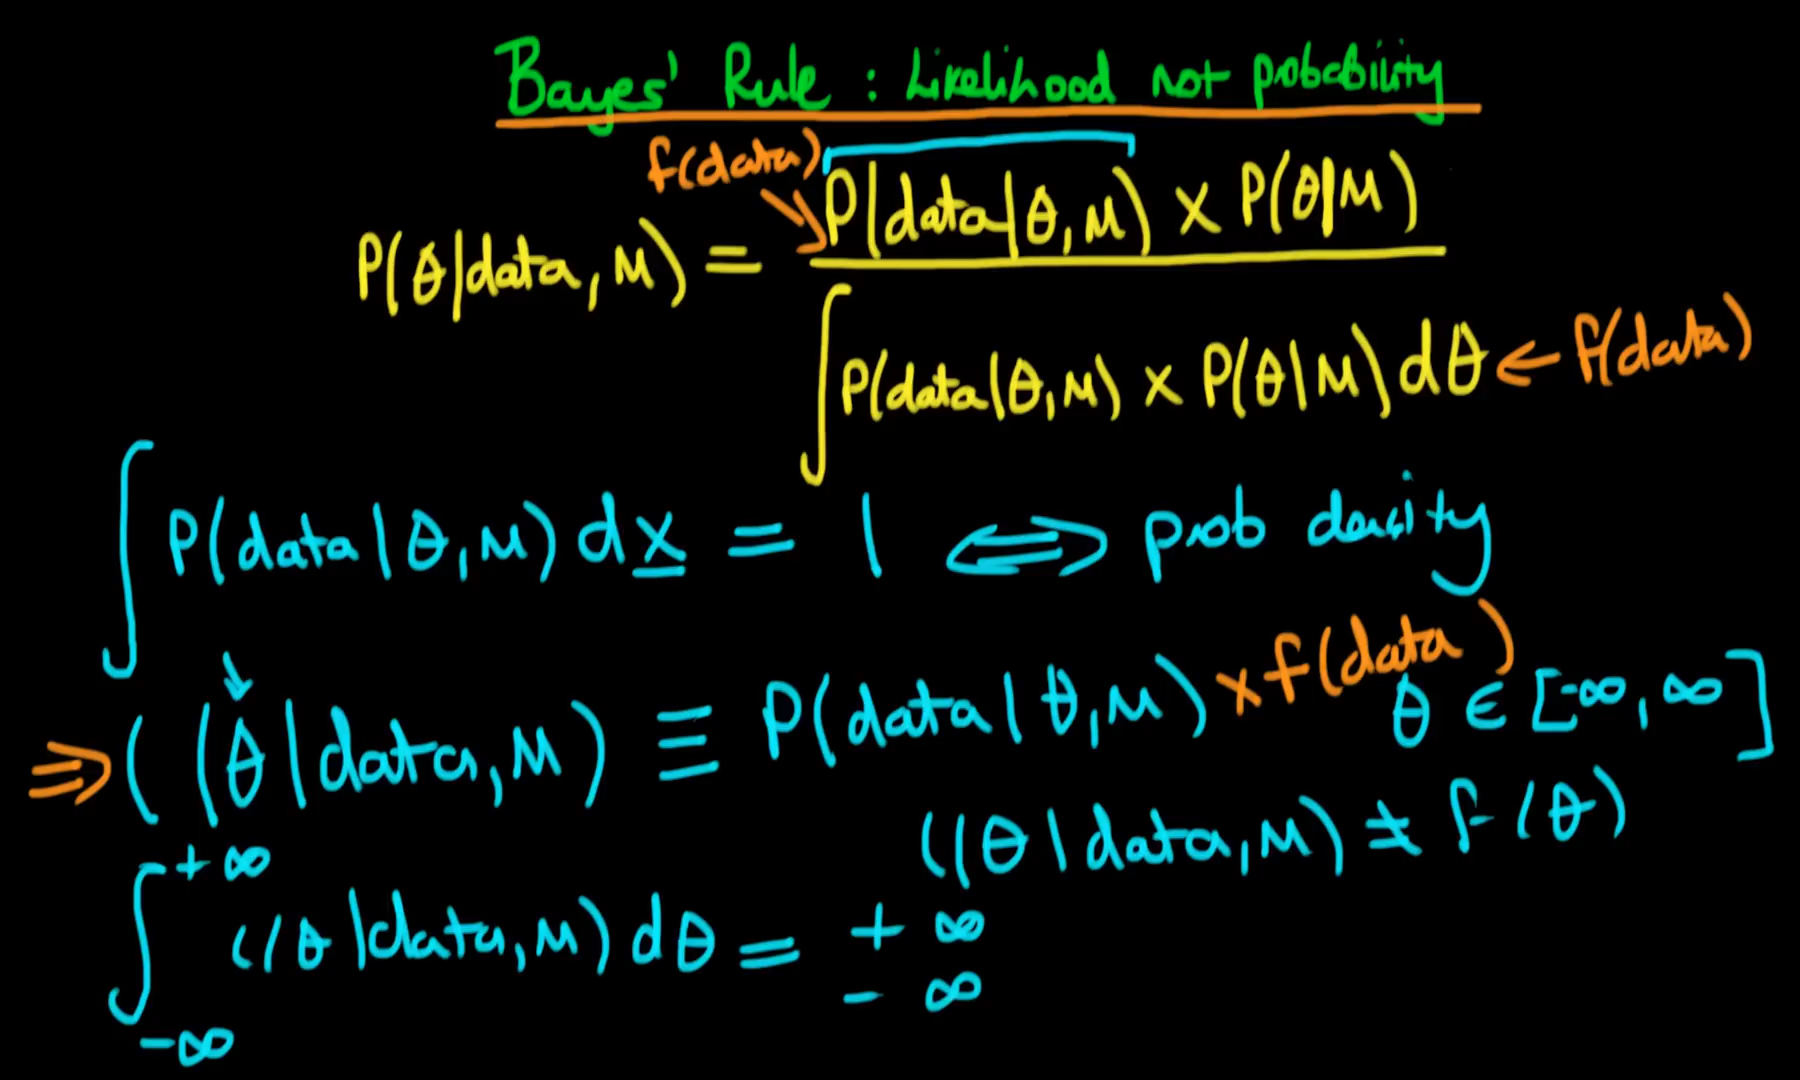 Bayes' Rule : Likelihood not probability
f(data)
P(θ|data, M) = P(data|θ, M) × P(θ|M)
∫ P(data|θ, M) × P(θ|M) dθ ← f(data)
∫ P(data|θ, M) dx = 1 ⇔ prob density
⇒ L(θ|data, M) ≡ P(data|θ, M) × f(data)
θ ∈ [-∞, ∞]
L(θ|data, M) ≠ f(θ)
∫ +∞ -∞ L(θ|data, M) dθ = + ∞
- ∞